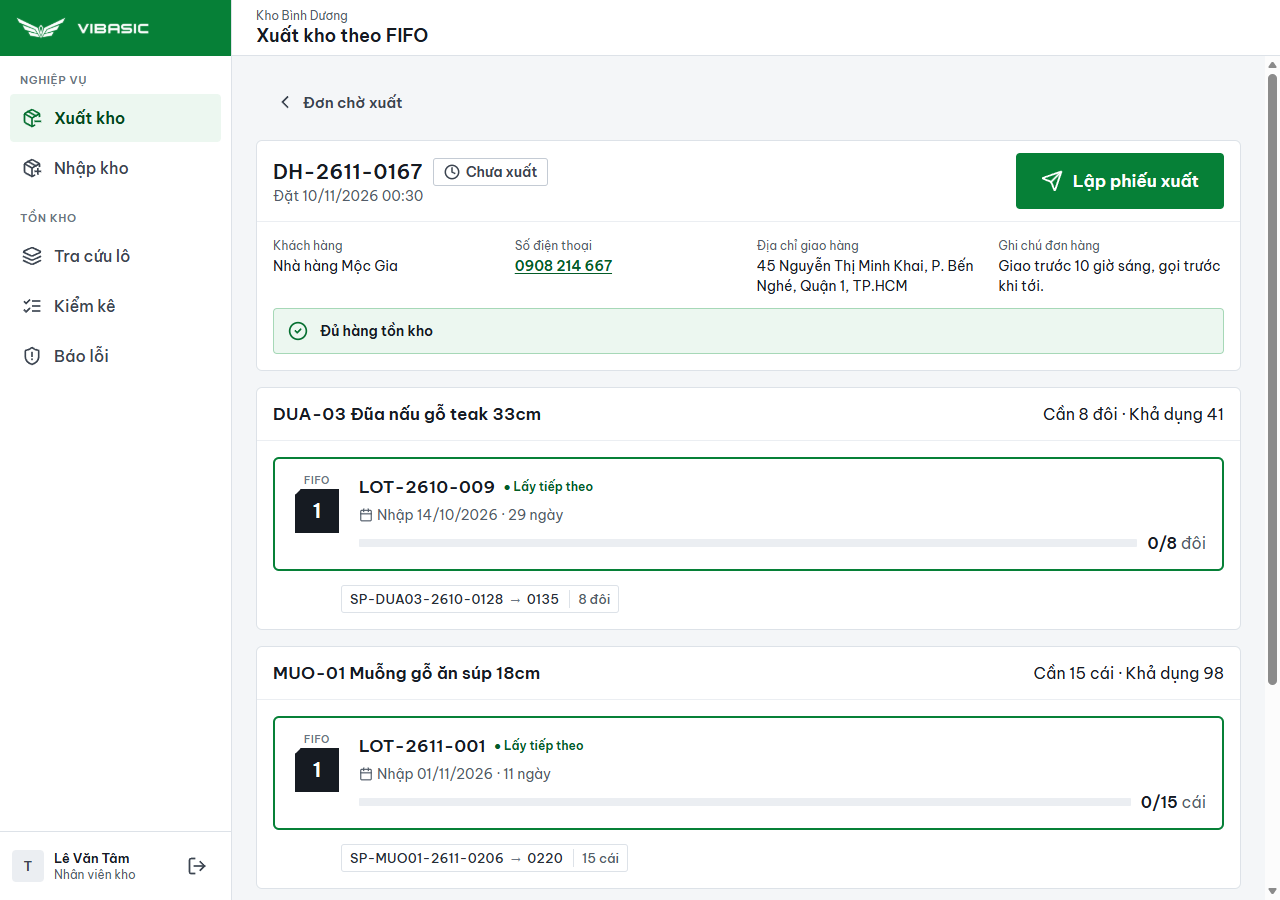 VIBASIC
Kho Bình Dương
Xuất kho theo FIFO
NGHIỆP VỤ
Xuất kho
Nhập kho
TỒN KHO
Tra cứu lô
Kiểm kê
Báo lỗi
Lê Văn Tâm
T
Nhân viên kho
Đơn chờ xuất
DH-2611-0167
Chưa xuất
Đặt 10/11/2026 00:30
Lập phiếu xuất
Khách hàng
Nhà hàng Mộc Gia
Số điện thoại
0908 214 667
Địa chỉ giao hàng
45 Nguyễn Thị Minh Khai, P. Bến
Nghé, Quận 1, TP.HCM
Ghi chú đơn hàng
Giao trước 10 giờ sáng, gọi trước
khi tới.
Đủ hàng tồn kho
DUA-03 Đũa nấu gỗ teak 33cm
Cần 8 đôi · Khả dụng 41
FIFO
1
LOT-2610-009 • Lấy tiếp theo
Nhập 14/10/2026 · 29 ngày
0/8 đôi
SP-DUA03-2610-0128 → 0135 8 đôi
MUO-01 Muỗng gỗ ăn súp 18cm
Cần 15 cái · Khả dụng 98
FIFO
1
LOT-2611-001 • Lấy tiếp theo
Nhập 01/11/2026 · 11 ngày
0/15 cái
SP-MUO01-2611-0206 → 0220 15 cái